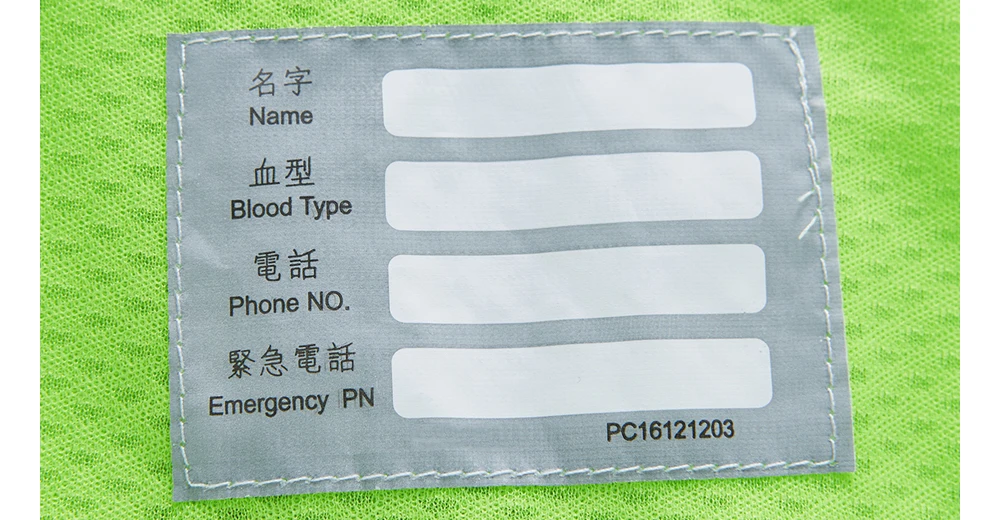 名字
Name
血型
Blood Type
電話
Phone NO.
緊急電話
Emergency PN
PC16121203